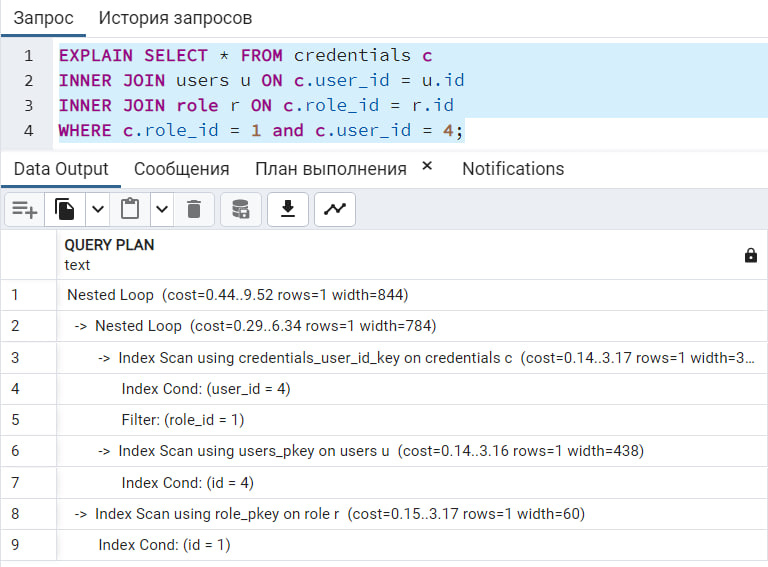 Запрос История запросов
1 EXPLAIN SELECT * FROM credentials c
2 INNER JOIN users u ON c.user_id = u.id
3 INNER JOIN role r ON c.role_id = r.id
4 WHERE c.role_id = 1 and c.user_id = 4;
Data Output Сообщения План выполнения × Notifications
QUERY PLAN
text
1 Nested Loop (cost=0.44..9.52 rows=1 width=844)
2 -> Nested Loop (cost=0.29..6.34 rows=1 width=784)
3 -> Index Scan using credentials_user_id_key on credentials c (cost=0.14..3.17 rows=1 width=3...
4 Index Cond: (user_id = 4)
5 Filter: (role_id = 1)
6 -> Index Scan using users_pkey on users u (cost=0.14..3.16 rows=1 width=438)
7 Index Cond: (id = 4)
8 -> Index Scan using role_pkey on role r (cost=0.15..3.17 rows=1 width=60)
9 Index Cond: (id = 1)